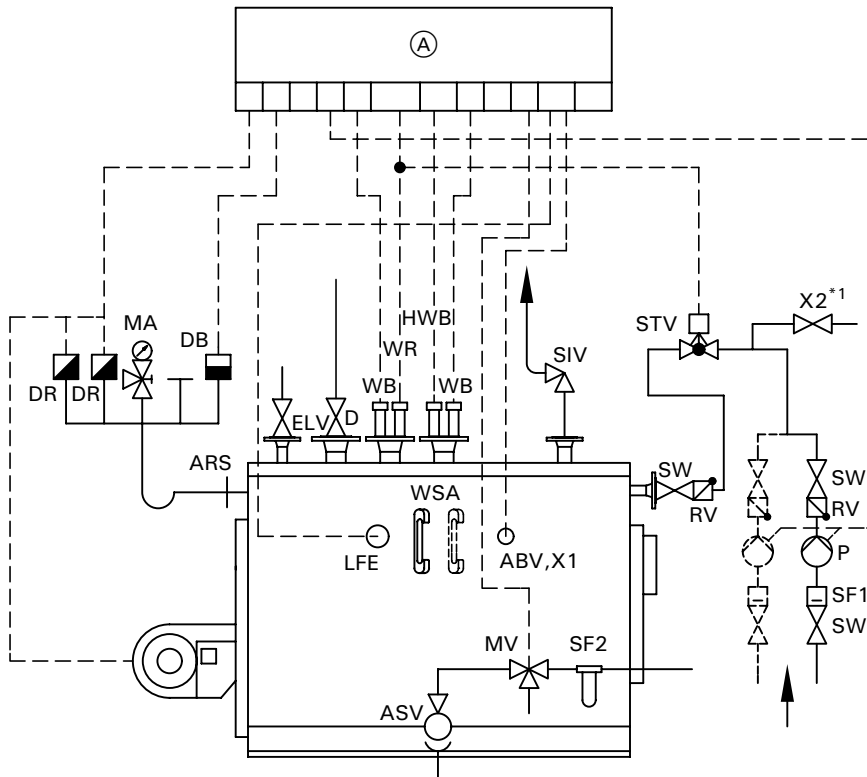 A
MA
DB
HWB
SIV
STV
X2*1
DR
DR
WR
WB
WB
ELV
D
ARS
WSA
SW
RV
SW
RV
LFE
ABV,X1
P
SF1
SW
MV
SF2
ASV